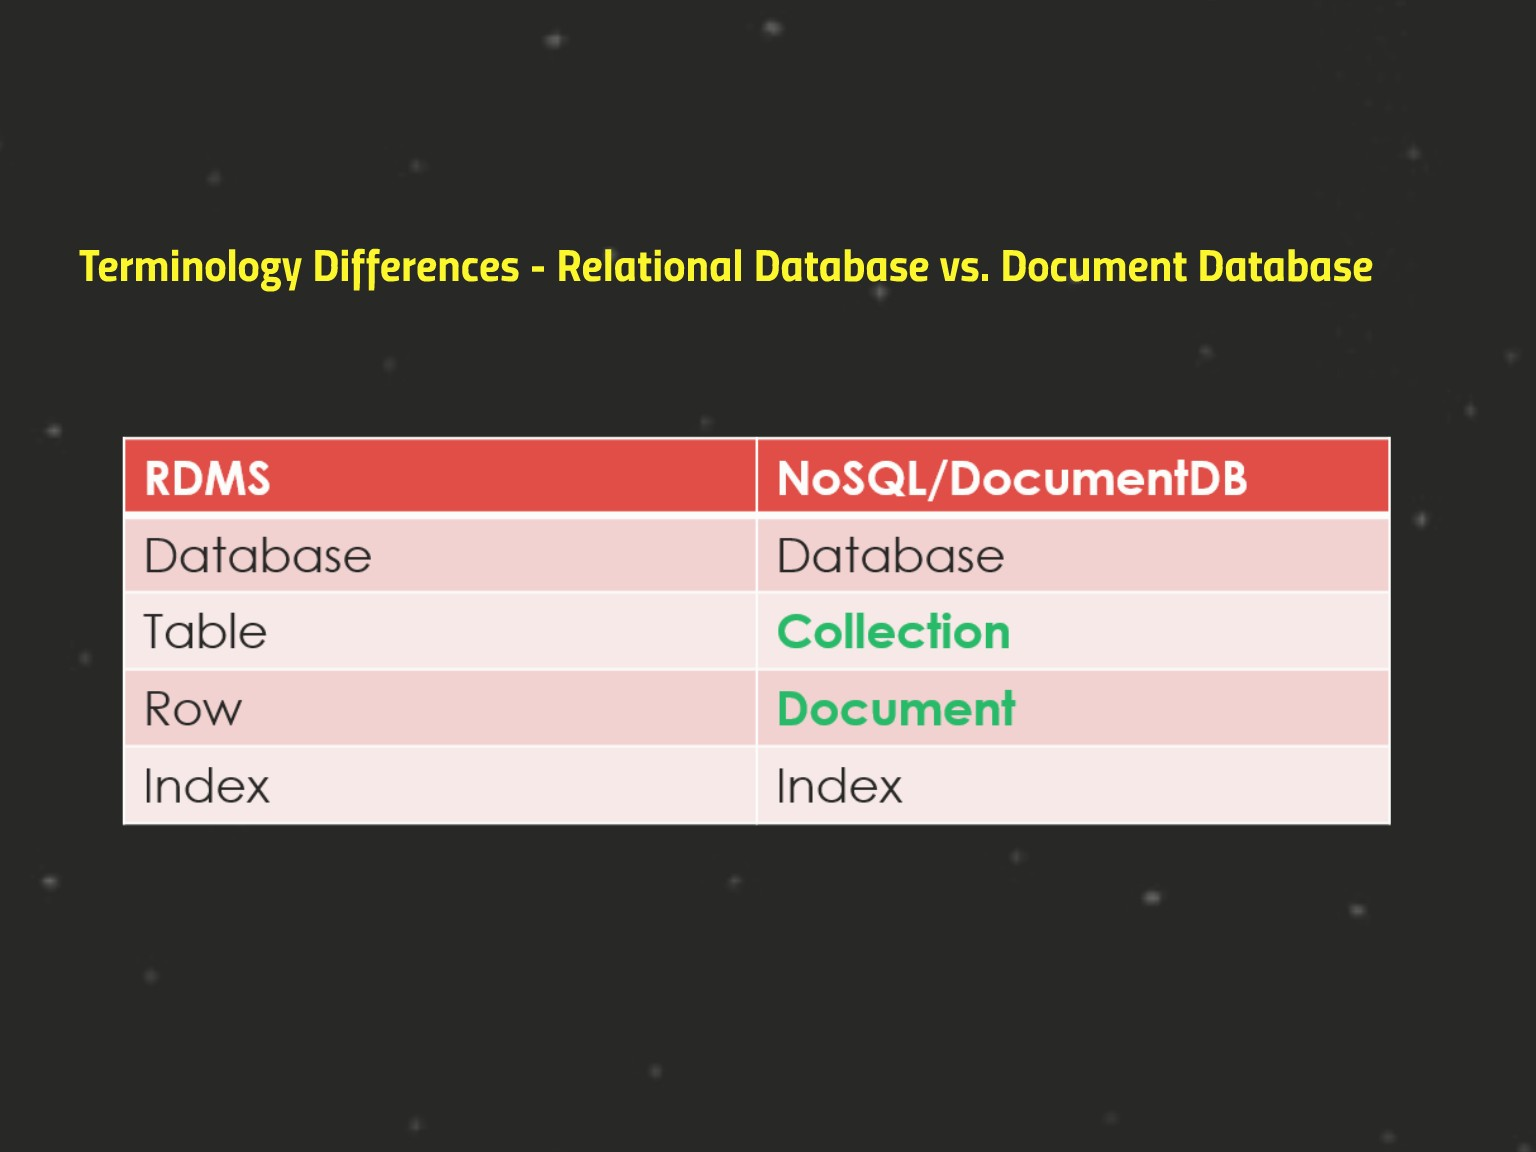 Terminology Differences - Relational Database vs. Document Database
RDMS NoSQL/DocumentDB
Database Database
Table Collection
Row Document
Index Index